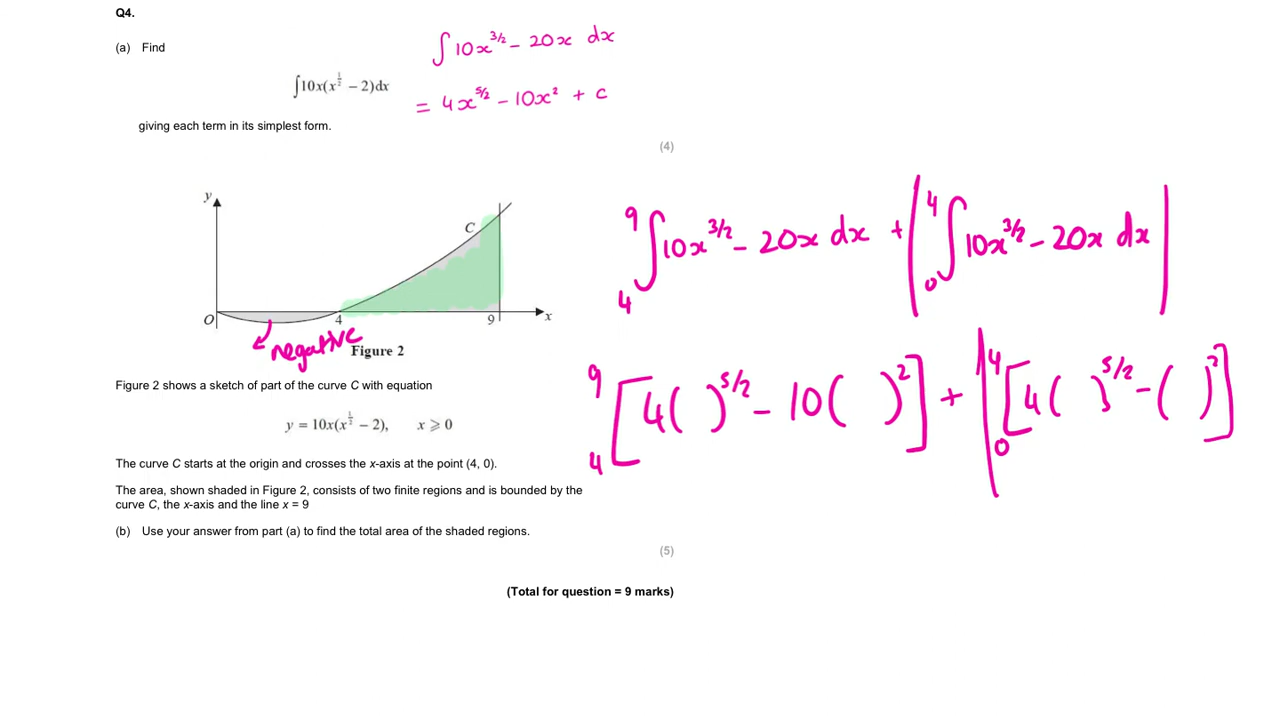 Q4.
(a) Find
∫10x^{3/2} - 20x dx
∫10x(x^{1/2} – 2)dx
= 4x^{5/2} - 10x² + c
giving each term in its simplest form.
(4)
y
C
O
4
9
x
negative
Figure 2
9
4
∫10x^{3/2} - 20x dx + |
4
0
∫10x^{3/2} - 20x dx |
9
4
[4( )^{5/2} - 10( )²] + |
4
0
[4( )^{5/2} - ( )²]
Figure 2 shows a sketch of part of the curve C with equation
y = 10x(x^{1/2} – 2), x ⩾ 0
The curve C starts at the origin and crosses the x-axis at the point (4, 0).
The area, shown shaded in Figure 2, consists of two finite regions and is bounded by the
curve C, the x-axis and the line x = 9
(b) Use your answer from part (a) to find the total area of the shaded regions.
(5)
(Total for question = 9 marks)